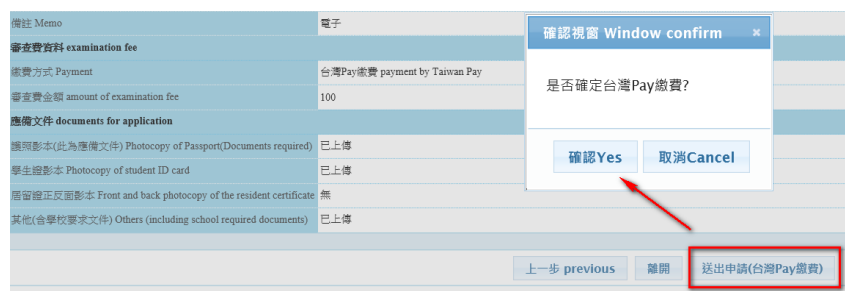 備註 Memo 電子
審查費資料 examination fee
繳費方式 Payment 台灣Pay繳費 payment by Taiwan Pay
審查費金額 amount of examination fee 100
應備文件 documents for application
護照影本(此為應備文件) Photocopy of Passport(Documents required) 已上傳
學生證影本 Photocopy of student ID card 已上傳
居留證正反面影本 Front and back photocopy of the resident certificate 無
其他(含學校要求文件) Others (including school required documents) 已上傳
確認視窗 Window confirm ×
是否確定台灣Pay繳費?
確認Yes 取消Cancel
上一步 previous 離開 送出申請(台灣Pay繳費)